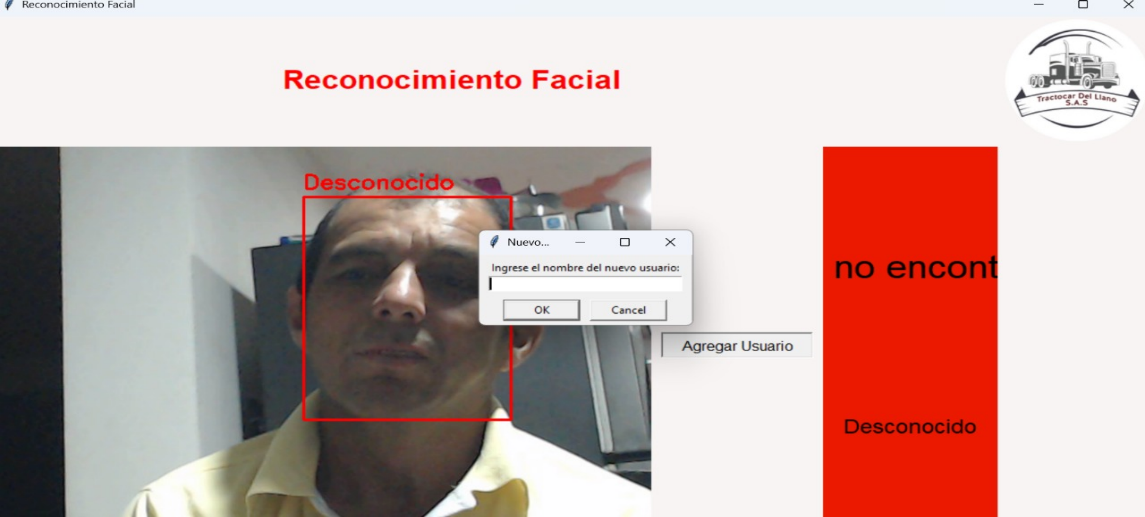 Reconocimiento Facial
Reconocimiento Facial
Tractocar Del Llano
S.A.S
Desconocido
Nuevo...
Ingrese el nombre del nuevo usuario:
OK
Cancel
no encont
Agregar Usuario
Desconocido